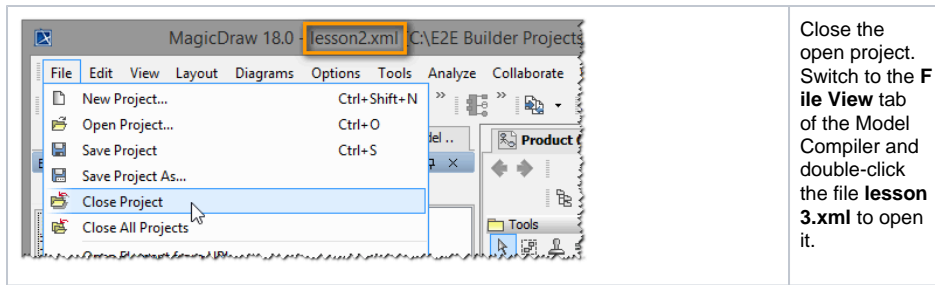 MagicDraw 18.0 - lesson2.xml [C:\E2E Builder Projects
File Edit View Layout Diagrams Options Tools Analyze Collaborate
New Project... Ctrl+Shift+N
Open Project... Ctrl+O
Save Project Ctrl+S
Save Project As...
Close Project
Close All Projects
Product
Tools
Close the
open project.
Switch to the F
ile View tab
of the Model
Compiler and
double-click
the file lesson
3.xml to open
it.